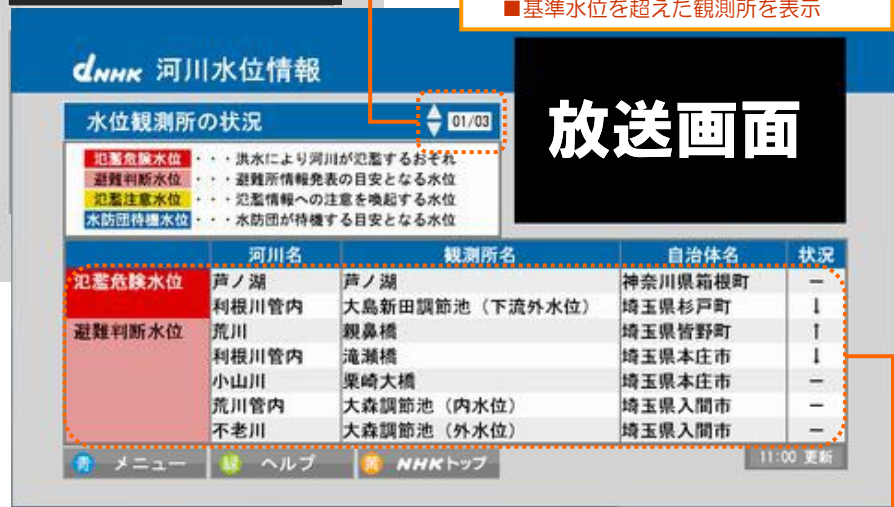 ■基準水位を超えた観測所を表示
dNHK 河川水位情報
水位観測所の状況 01/03
放送画面
氾濫危険水位・・・洪水により河川が氾濫するおそれ
避難判断水位・・・避難所情報発表の目安となる水位
氾濫注意水位・・・氾濫情報への注意を喚起する水位
水防団待機水位・・・水防団が待機する目安となる水位
河川名 観測所名 自治体名 状況
氾濫危険水位 芦ノ湖 芦ノ湖 神奈川県箱根町 −
利根川管内 大島新田調節池(下流外水位) 埼玉県杉戸町 ↓
避難判断水位 荒川 親鼻橋 埼玉県皆野町 ↑
利根川管内 滝瀬橋 埼玉県本庄市 ↓
小山川 栗崎大橋 埼玉県本庄市 −
荒川管内 大森調節池(内水位) 埼玉県入間市 −
不老川 大森調節池(外水位) 埼玉県入間市 −
青 メニュー 緑 ヘルプ 黄 NHKトップ 11:00 更新